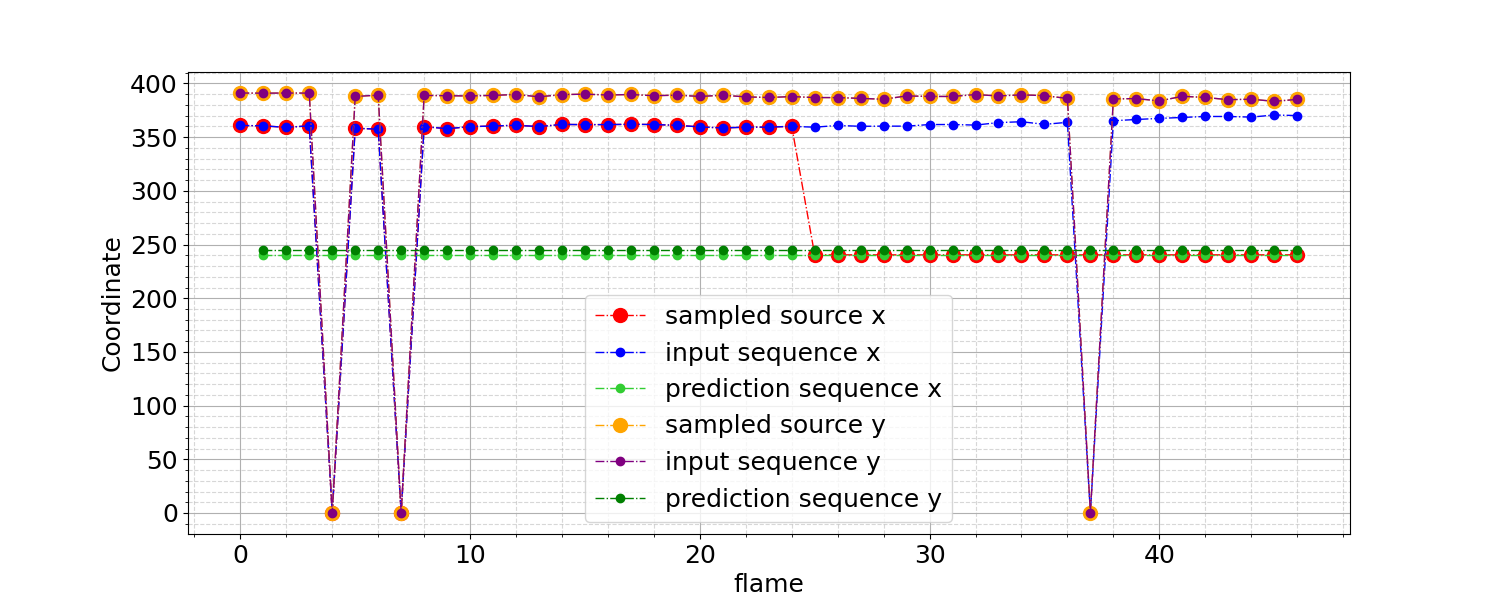 400
350
300
250
200
150
100
50
0
Coordinate
sampled source x
input sequence x
prediction sequence x
sampled source y
input sequence y
prediction sequence y
0 10 20 30 40
flame